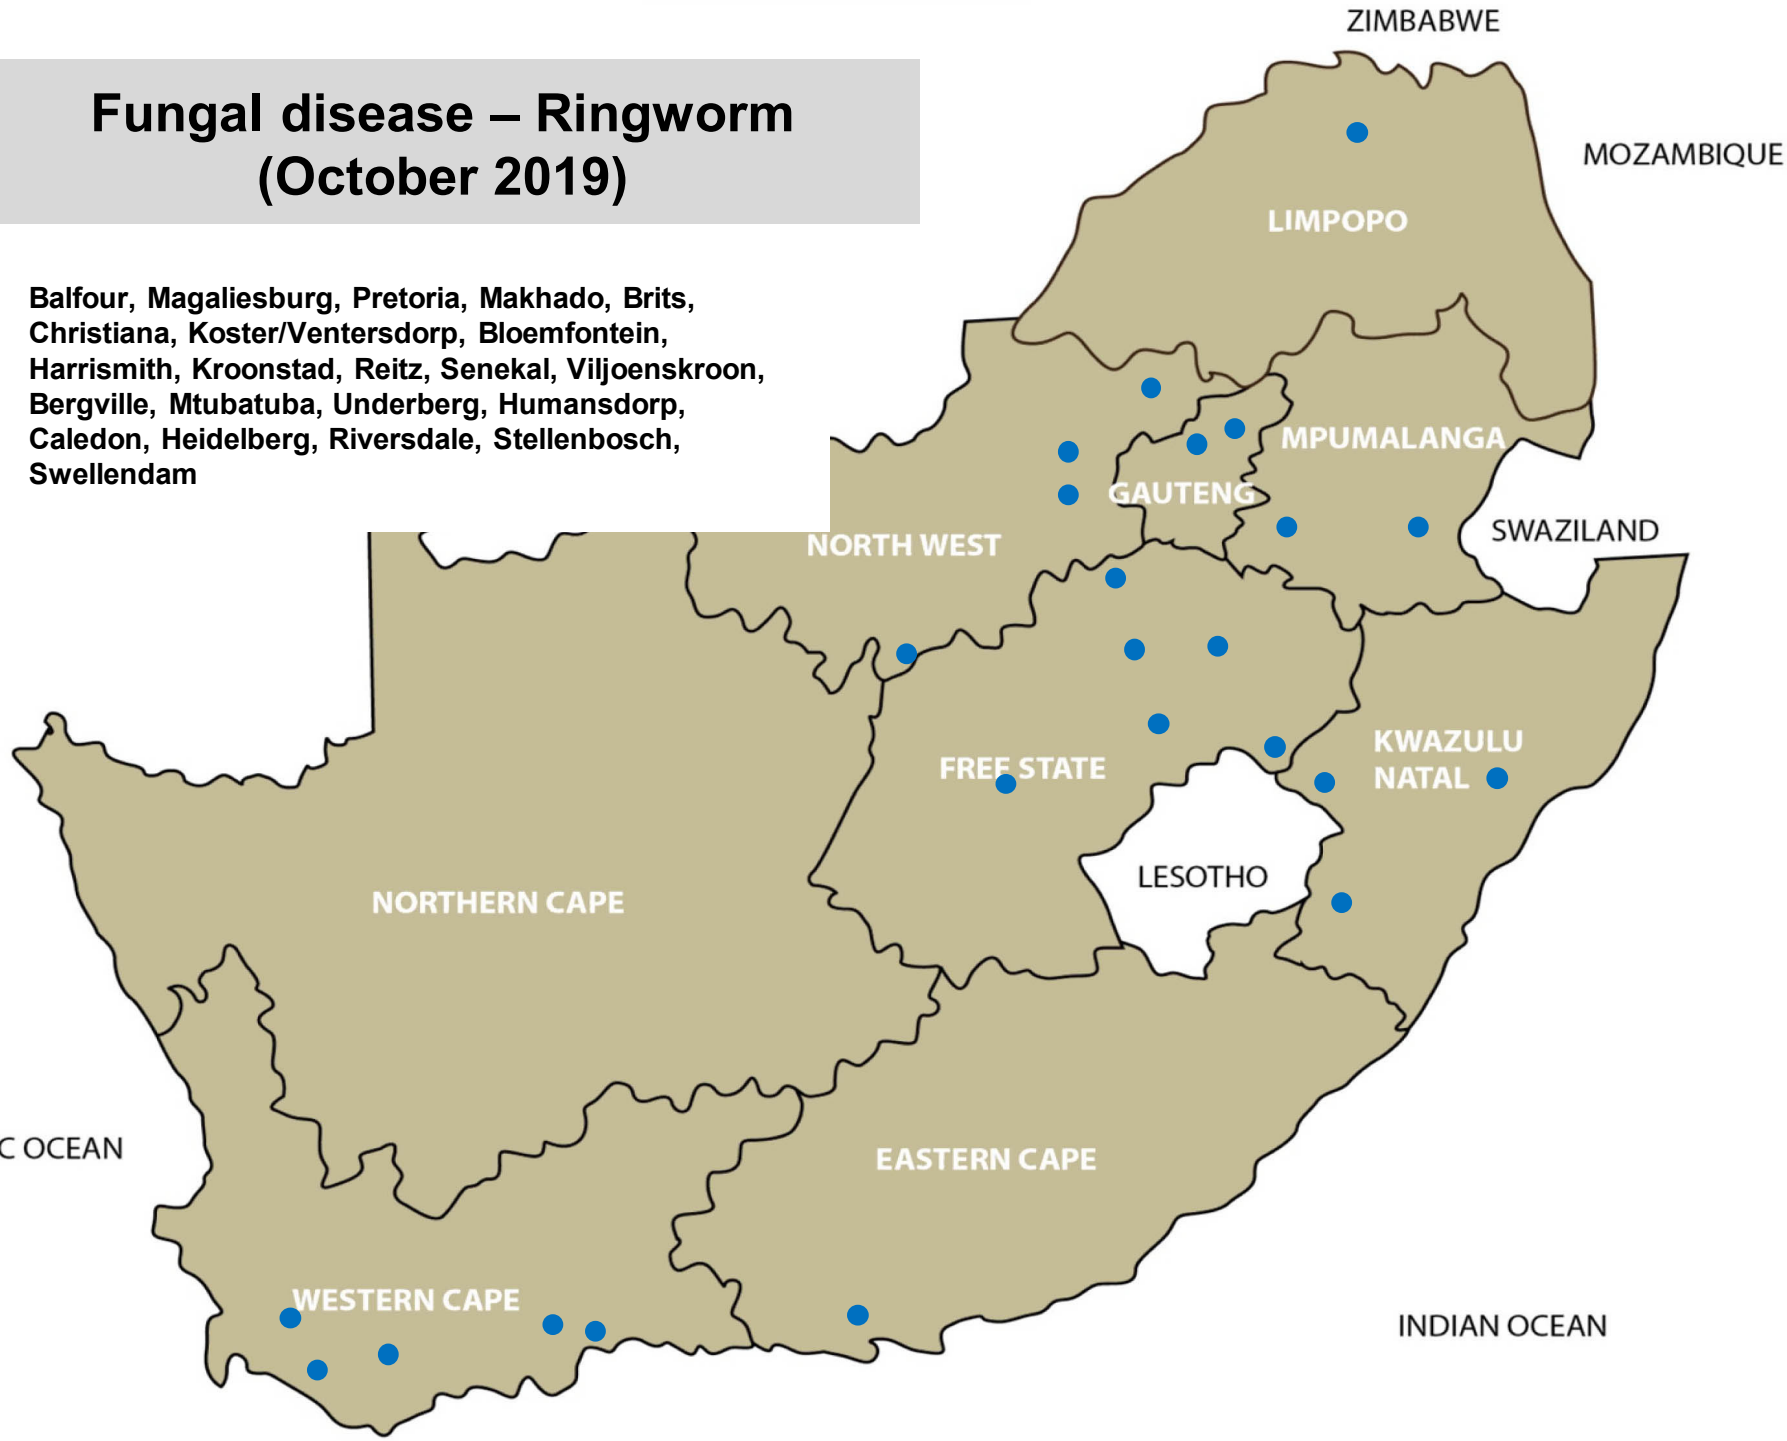 ZIMBABWE
Fungal disease – Ringworm
(October 2019)
MOZAMBIQUE
LIMPOPO
Balfour, Magaliesburg, Pretoria, Makhado, Brits,
Christiana, Koster/Ventersdorp, Bloemfontein,
Harrismith, Kroonstad, Reitz, Senekal, Viljoenskroon,
Bergville, Mtubatuba, Underberg, Humansdorp,
Caledon, Heidelberg, Riversdale, Stellenbosch,
Swellendam
MPUMALANGA
GAUTENG
SWAZILAND
NORTH WEST
KWAZULU
NATAL
FREE STATE
LESOTHO
NORTHERN CAPE
C OCEAN
EASTERN CAPE
WESTERN CAPE
INDIAN OCEAN